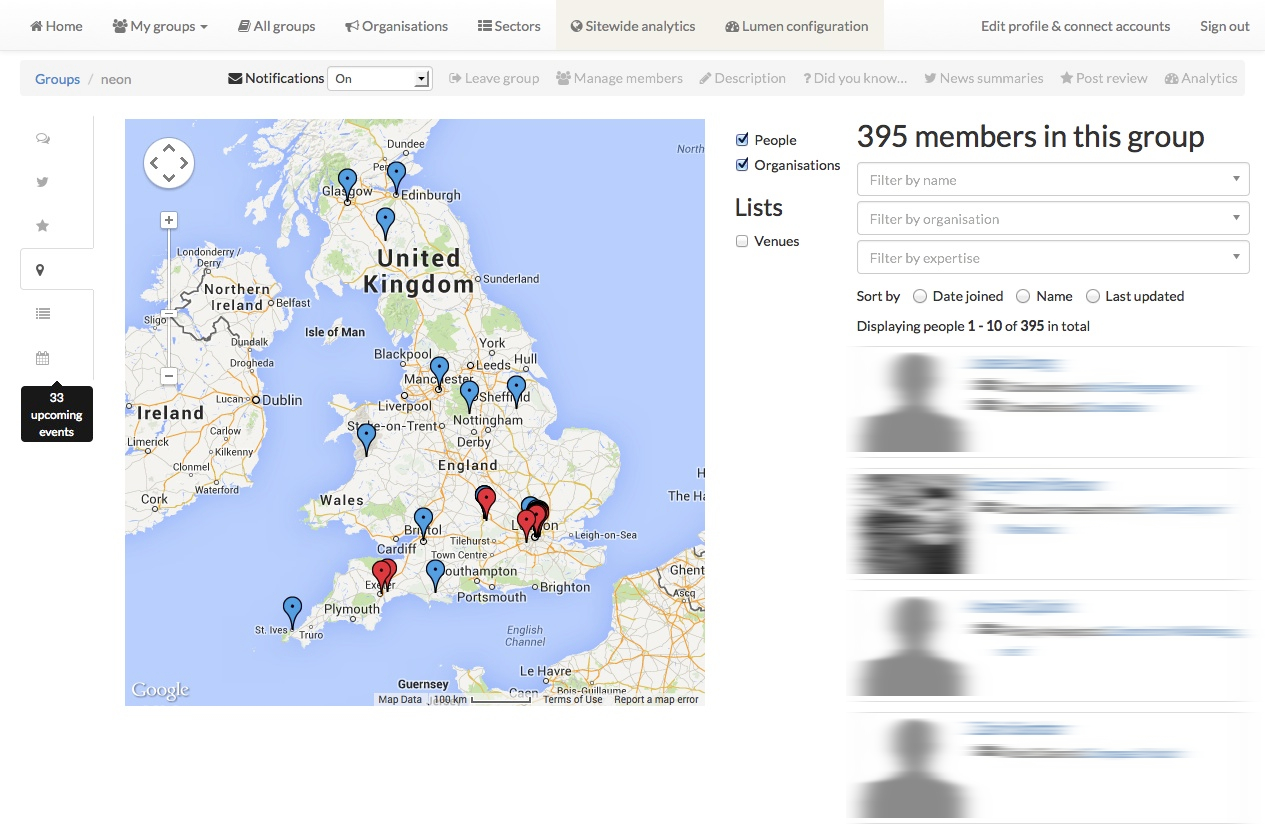 Home My groups All groups Organisations Sectors Sitewide analytics Lumen configuration Edit profile & connect accounts Sign out
Groups / neon Notifications On Leave group Manage members Description ? Did you know... News summaries Post review Analytics
33
upcoming
events
Dundee
North
Glasgow
Edinburgh
United
Kingdom
Londonderry /
Derry
Sunderland
Northern
Ireland
Belfast
Sligo
Isle of Man
Dundalk
York
Blackpool
Leeds
Hull
Drogheda
Manchester
Lucan
Dublin
Liverpool
Sheffield
Ireland
Nottingham
Stoke-on-Trent
Carlow
Derby
Limerick
Kilkenny
England
Clonmel
Waterford
The Ha
Cork
Wales
London
Bristol
Leigh-on-Sea
Cardiff
Tilehurst
Town Centre
Ghent
Southampton
Exeter
Brighton
Ascq
Portsmouth
Plymouth
St. Ives
Truro
English
Channel
Le Havre
Guernsey
Caen
Bois-Guillaume
Jersey
Google
Map Data 100 km Terms of Use Report a map error
People
Organisations
Lists
Venues
395 members in this group
Filter by name
Filter by organisation
Filter by expertise
Sort by Date joined Name Last updated
Displaying people 1 - 10 of 395 in total